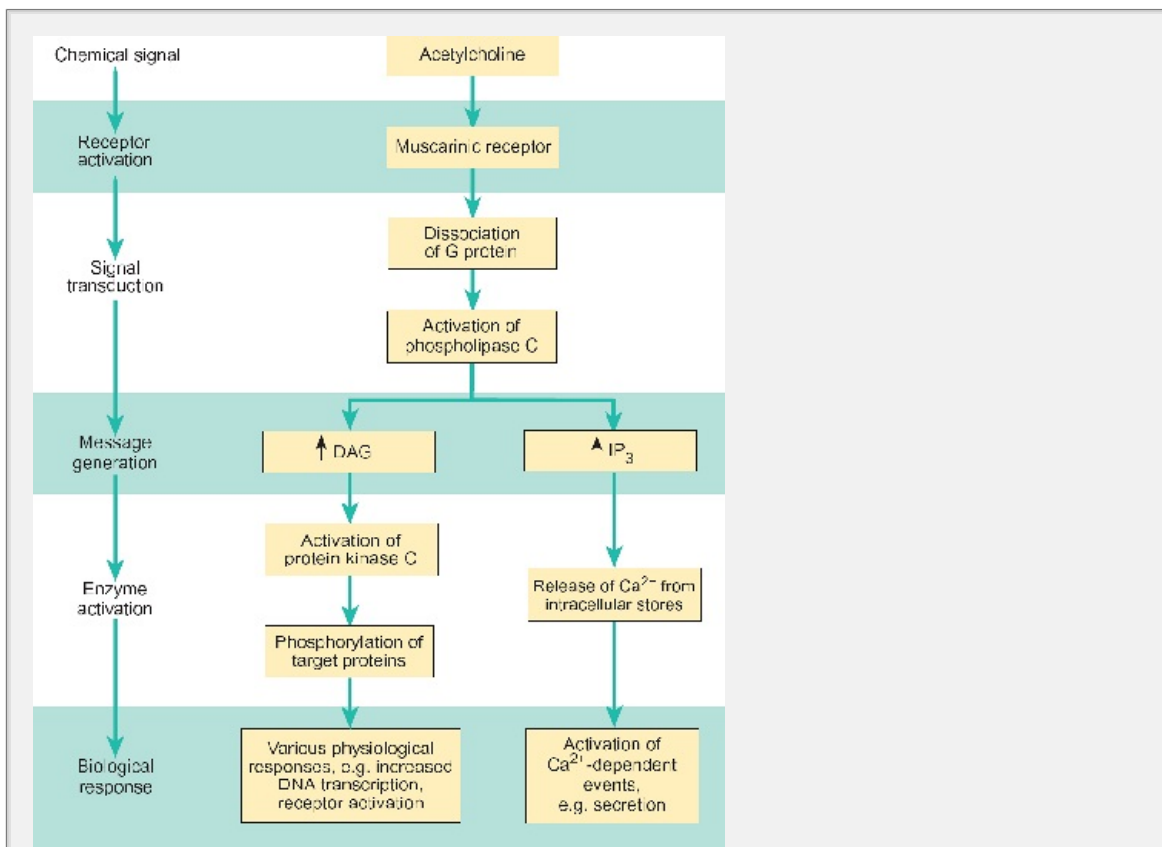 Chemical signal
Acetylcholine
Receptor
activation
Muscarinic receptor
Dissociation
of G protein
Signal
transduction
Activation of
phospholipase C
Message
generation
DAG
IP3
Activation of
protein kinase C
Enzyme
activation
Release of Ca2+ from
intracellular stores
Phosphorylation of
target proteins
Biological
response
Various physiological
responses, e.g. increased
DNA transcription,
receptor activation
Activation of
Ca2+-dependent
events,
e.g. secretion